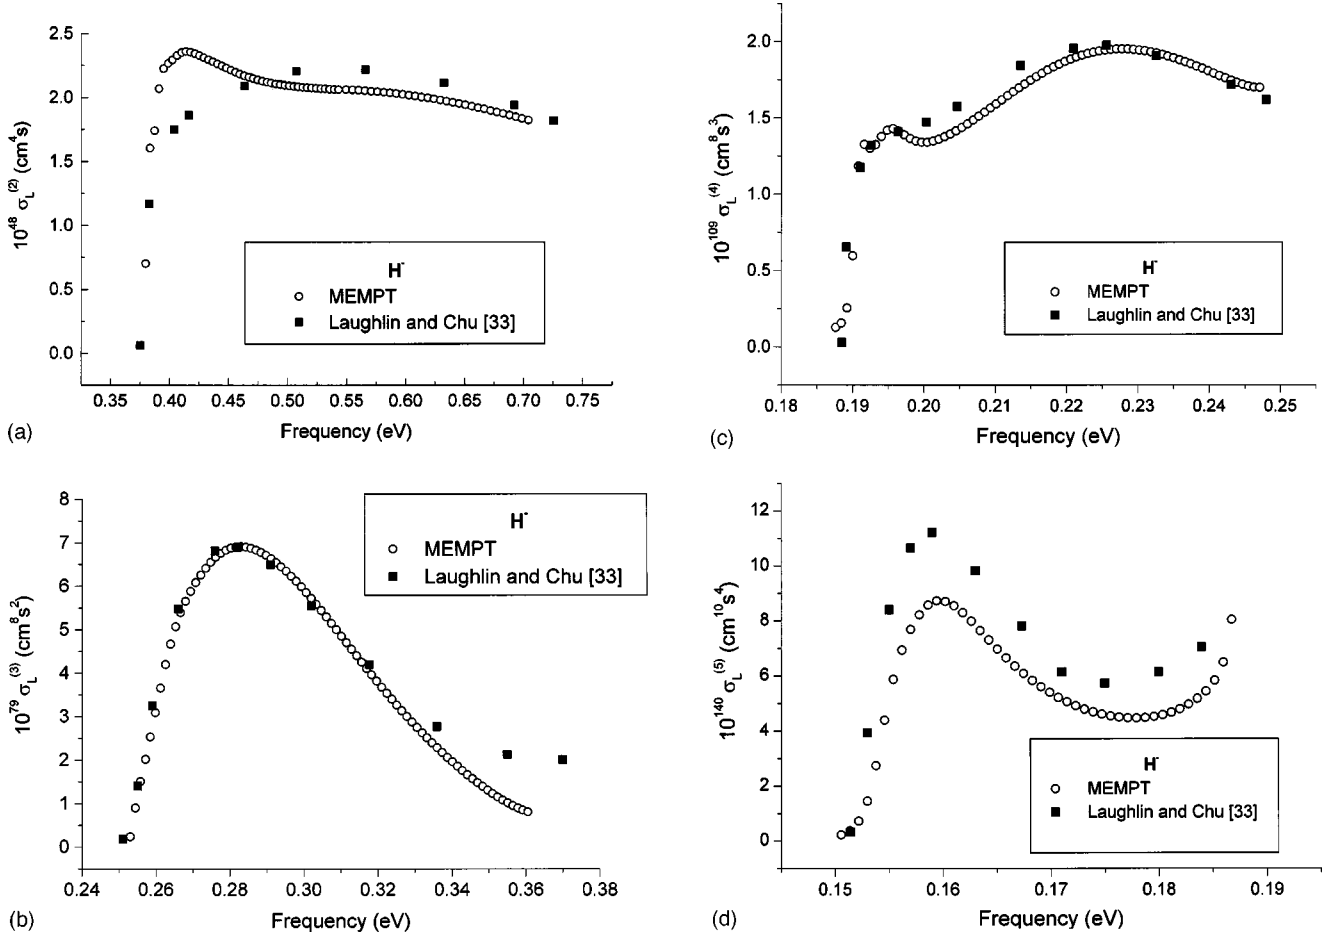 2.5
2.0
1.5
1.0
0.5
0.0
10^48 σ_L^(2) (cm^4s)
H^-
MEMPT
Laughlin and Chu [33]
0.35 0.40 0.45 0.50 0.55 0.60 0.65 0.70 0.75
Frequency (eV)
(a)
2.0
1.5
1.0
0.5
0.0
10^109 σ_L^(4) (cm^8s^3)
H^-
MEMPT
Laughlin and Chu [33]
0.18 0.19 0.20 0.21 0.22 0.23 0.24 0.25
Frequency (eV)
(c)
8
7
6
5
4
3
2
1
0
10^79 σ_L^(3) (cm^8s^2)
H^-
MEMPT
Laughlin and Chu [33]
0.24 0.26 0.28 0.30 0.32 0.34 0.36 0.38
Frequency (eV)
(b)
12
10
8
6
4
2
0
10^140 σ_L^(5) (cm^10s^4)
H^-
MEMPT
Laughlin and Chu [33]
0.15 0.16 0.17 0.18 0.19
Frequency (eV)
(d)